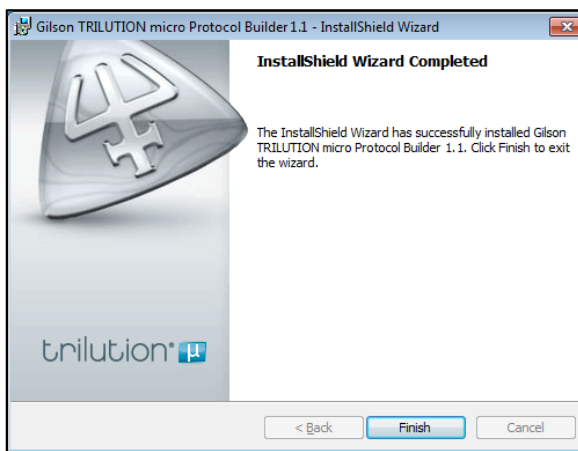 Gilson TRILUTION micro Protocol Builder 1.1 - InstallShield Wizard
InstallShield Wizard Completed
The InstallShield Wizard has successfully installed Gilson
TRILUTION micro Protocol Builder 1.1. Click Finish to exit
the wizard.
trilution® µ
< Back
Finish
Cancel